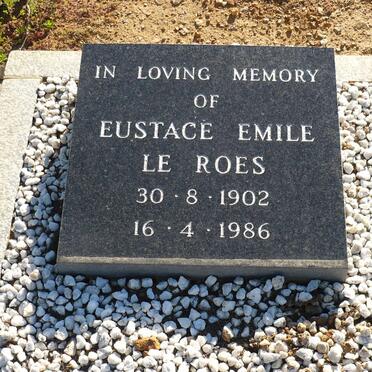 IN LOVING MEMORY
OF
EUSTACE EMILE
LE ROES
30 · 8 · 1902
16 · 4 · 1986